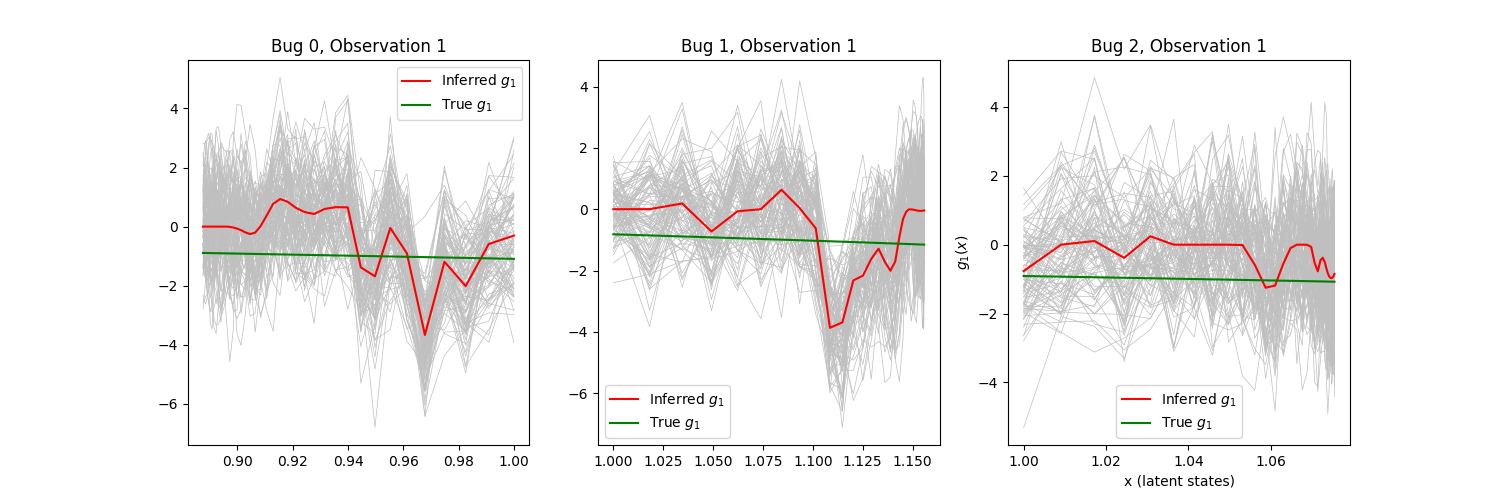 Bug 0, Observation 1
Inferred g₁
True g₁
4
2
0
−2
−4
−6
0.90 0.92 0.94 0.96 0.98 1.00
Bug 1, Observation 1
4
2
0
−2
−4
−6
Inferred g₁
True g₁
1.000 1.025 1.050 1.075 1.100 1.125 1.150
Bug 2, Observation 1
g₁(x)
4
2
0
−2
−4
Inferred g₁
True g₁
1.00 1.02 1.04 1.06
x (latent states)